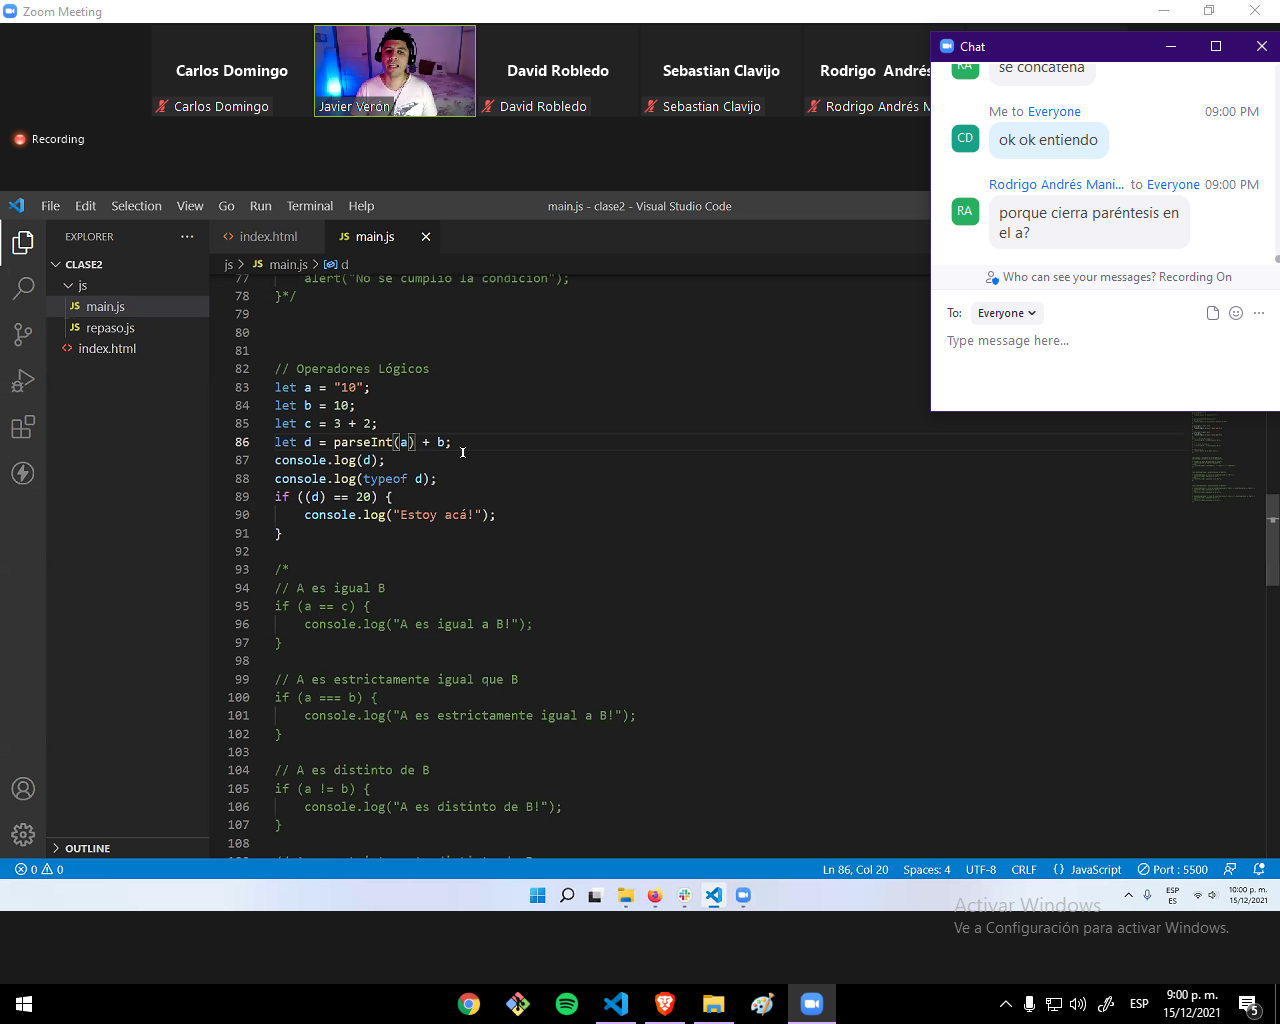 Zoom Meeting
Carlos Domingo
David Robledo
Sebastian Clavijo
Rodrigo Andrés
Carlos Domingo
Javier Verón
David Robledo
Sebastian Clavijo
Rodrigo Andrés M
Recording
Chat
RA
se concatena
Me to Everyone 09:00 PM
CD
ok ok entiendo
Rodrigo Andrés Mani... to Everyone 09:00 PM
RA
porque cierra paréntesis en
el a?
Who can see your messages? Recording On
To: Everyone
Type message here...
File Edit Selection View Go Run Terminal Help
main.js - clase2 - Visual Studio Code
EXPLORER
CLASE2
js
JS main.js
JS repaso.js
index.html
OUTLINE
index.html
JS main.js
js > JS main.js > d
77 alert("No se cumplio la condicion");
78 }*/
79
80
81
82 // Operadores Lógicos
83 let a = "10";
84 let b = 10;
85 let c = 3 + 2;
86 let d = parseInt(a) + b;
87 console.log(d);
88 console.log(typeof d);
89 if ((d) == 20) {
90 console.log("Estoy acá!");
91 }
92
93 /*
94 // A es igual B
95 if (a == c) {
96 console.log("A es igual a B!");
97 }
98
99 // A es estrictamente igual que B
100 if (a === b) {
101 console.log("A es estrictamente igual a B!");
102 }
103
104 // A es distinto de B
105 if (a != b) {
106 console.log("A es distinto de B!");
107 }
108
0 0
Ln 86, Col 20 Spaces: 4 UTF-8 CRLF {} JavaScript Port : 5500
ESP
ES
10:00 p. m.
15/12/2021
Activar Windows
Ve a Configuración para activar Windows.
ESP
9:00 p. m.
15/12/2021
5